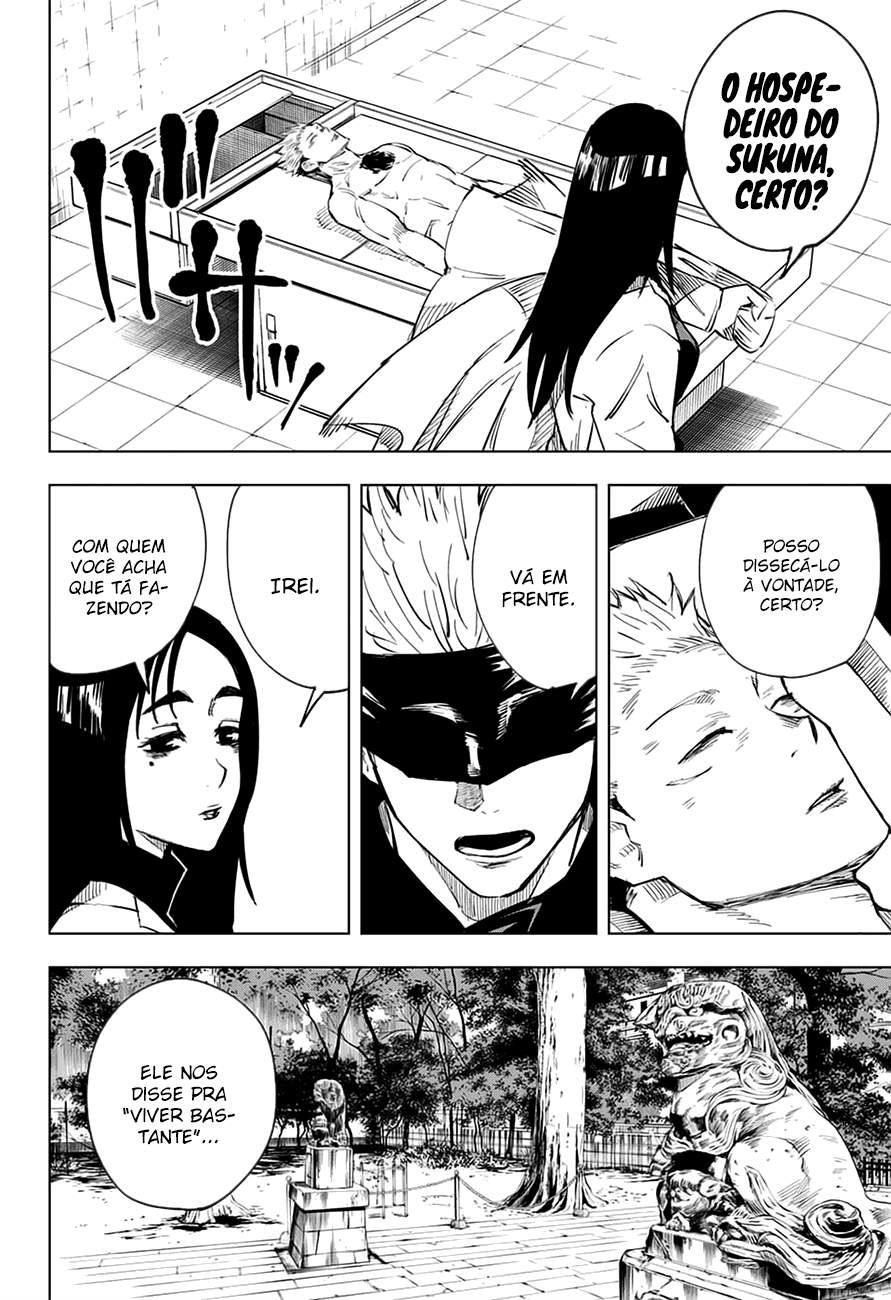 O HOSPE-
DEIRO DO
SUKUNA,
CERTO?
POSSO
DISSECÁ-LO
À VONTADE,
CERTO?
VÁ EM
FRENTE.
IREI.
COM QUEM
VOCÊ ACHA
QUE TÁ FA-
ZENDO?
ELE NOS
DISSE PRA
"VIVER BAS-
TANTE"...